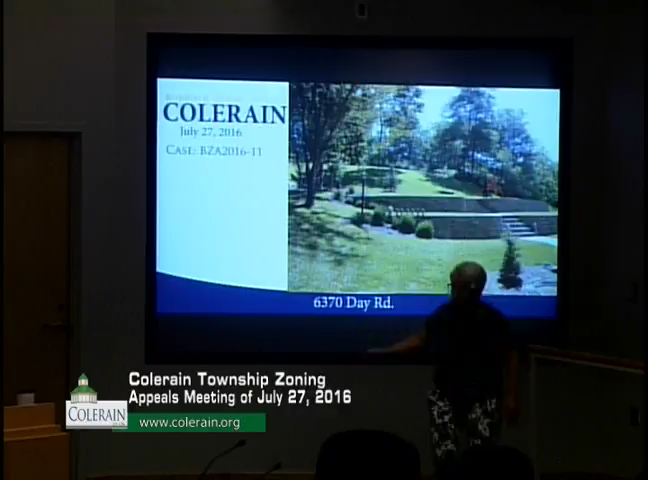 COLERAIN
July 27, 2016
CASE: BZA2016-11
6370 Day Rd.
Colerain Township Zoning
Appeals Meeting of July 27, 2016
COLERAIN
www.colerain.org